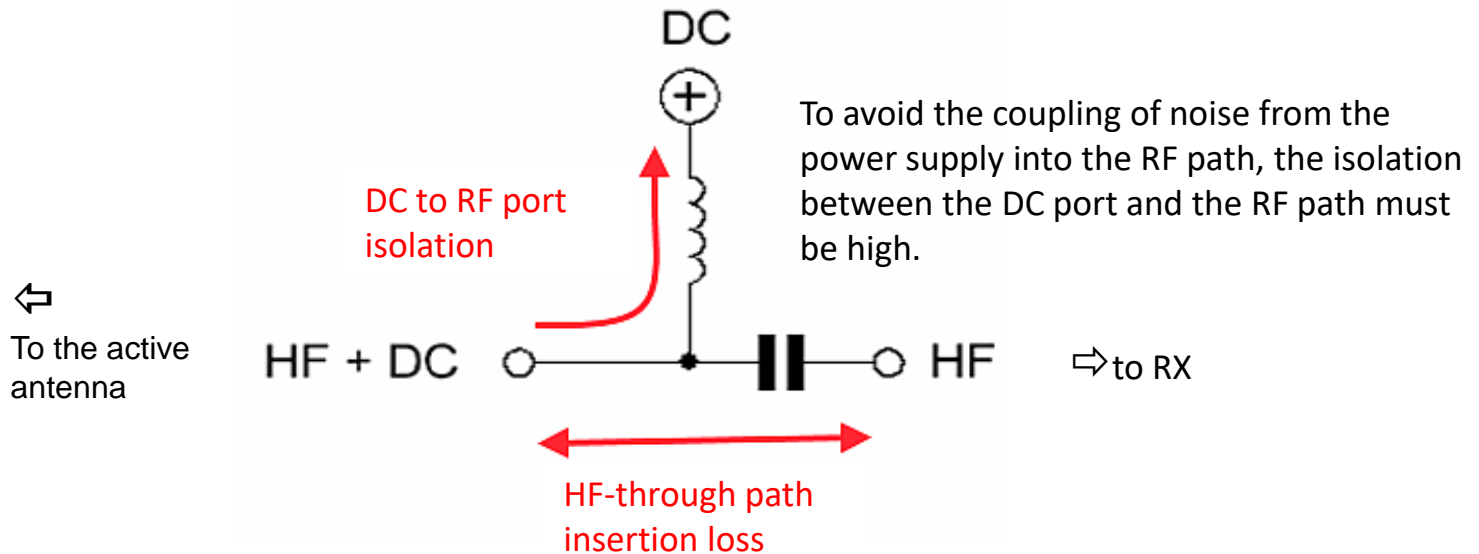 DC
To avoid the coupling of noise from the
power supply into the RF path, the isolation
between the DC port and the RF path must
be high.
DC to RF port
isolation
⇦
To the active
antenna
HF + DC
HF
⇨to RX
HF-through path
insertion loss